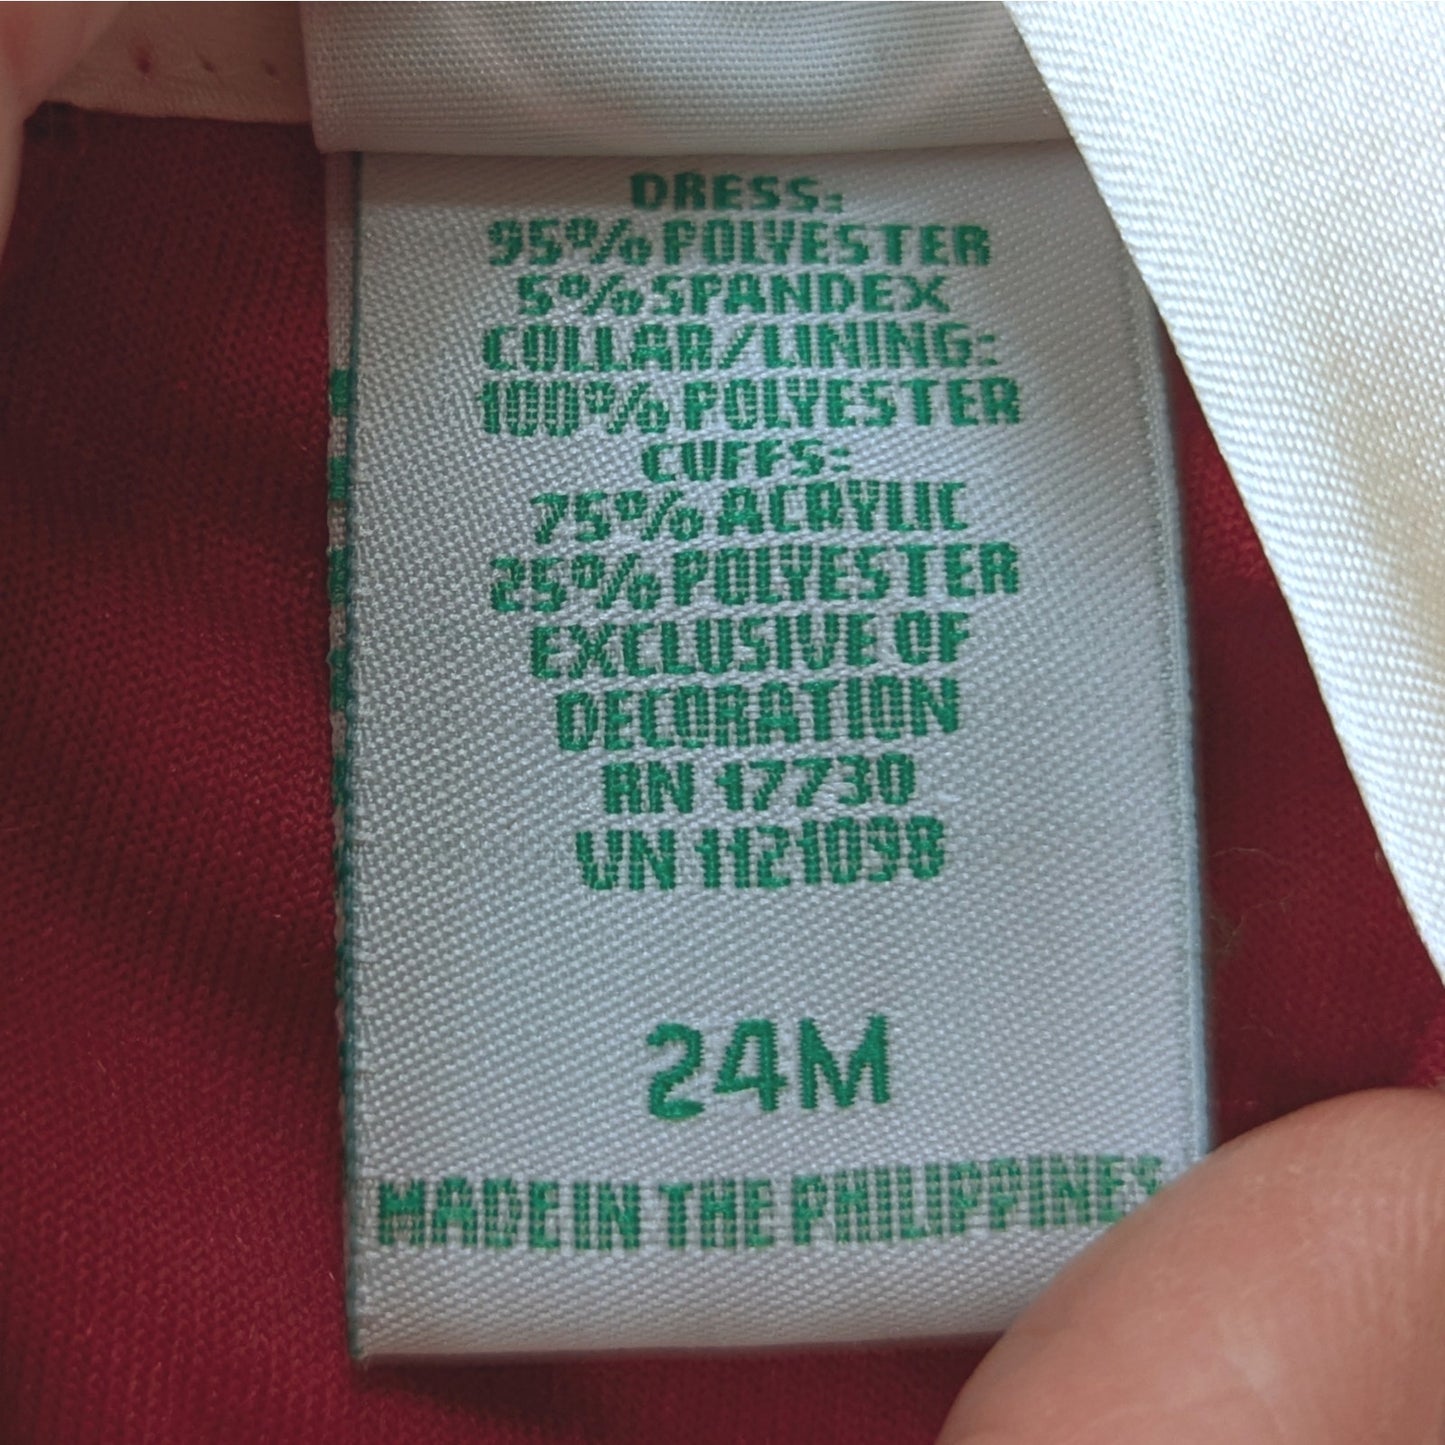 DRESS:
95% POLYESTER
5% SPANDEX
COLLAR/LINING:
100% POLYESTER
CUFFS:
75% ACRYLIC
25% POLYESTER
EXCLUSIVE OF
DECORATION
RN 17730
VN 1121098
24M
MADE IN THE PHILIPPINES